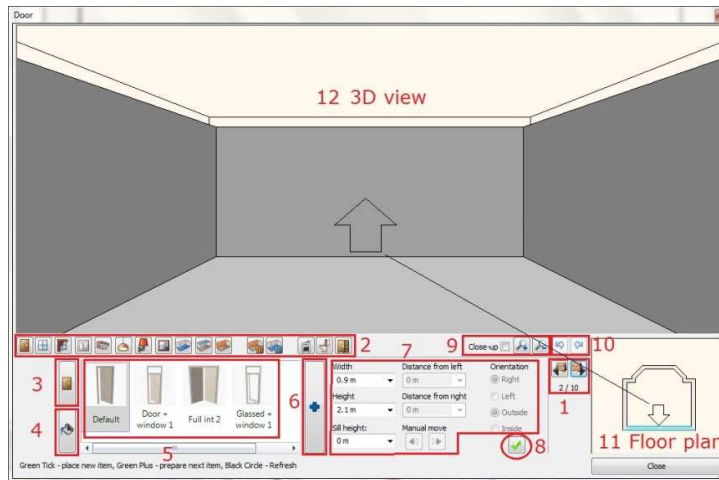 Door
12 3D view
2
7
9
Close-up
10
3
4
5
6
Default
Door + window 1
Full int 2
Glassed + window 1
Width
0.9 m
Height
2.1 m
Sill height:
0 m
Distance from left
0 m
Distance from right
0 m
Manual move
Orientation
Right
Left
Outside
Inside
8
2 / 10
1
11 Floor plan
Green Tick - place new item, Green Plus - prepare next item, Black Circle - Refresh
Close